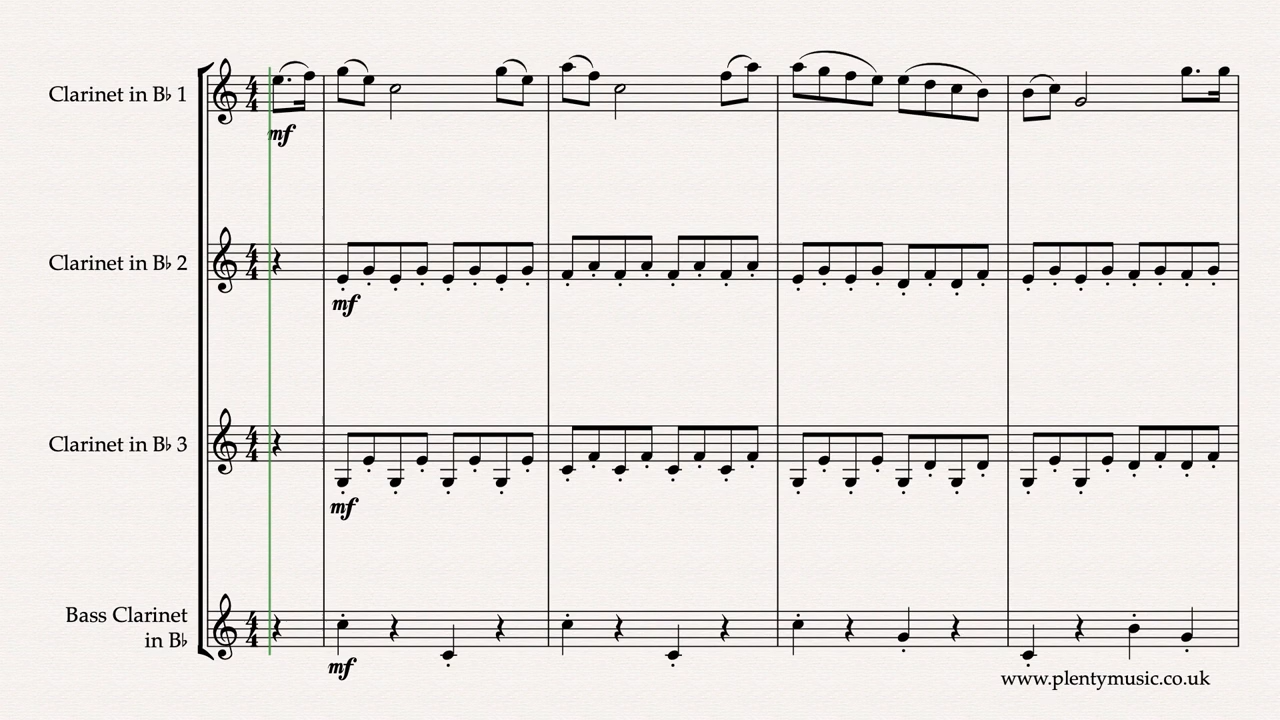 Clarinet in B♭ 1
mf
Clarinet in B♭ 2
mf
Clarinet in B♭ 3
mf
Bass Clarinet
in B♭
mf
www.plentymusic.co.uk